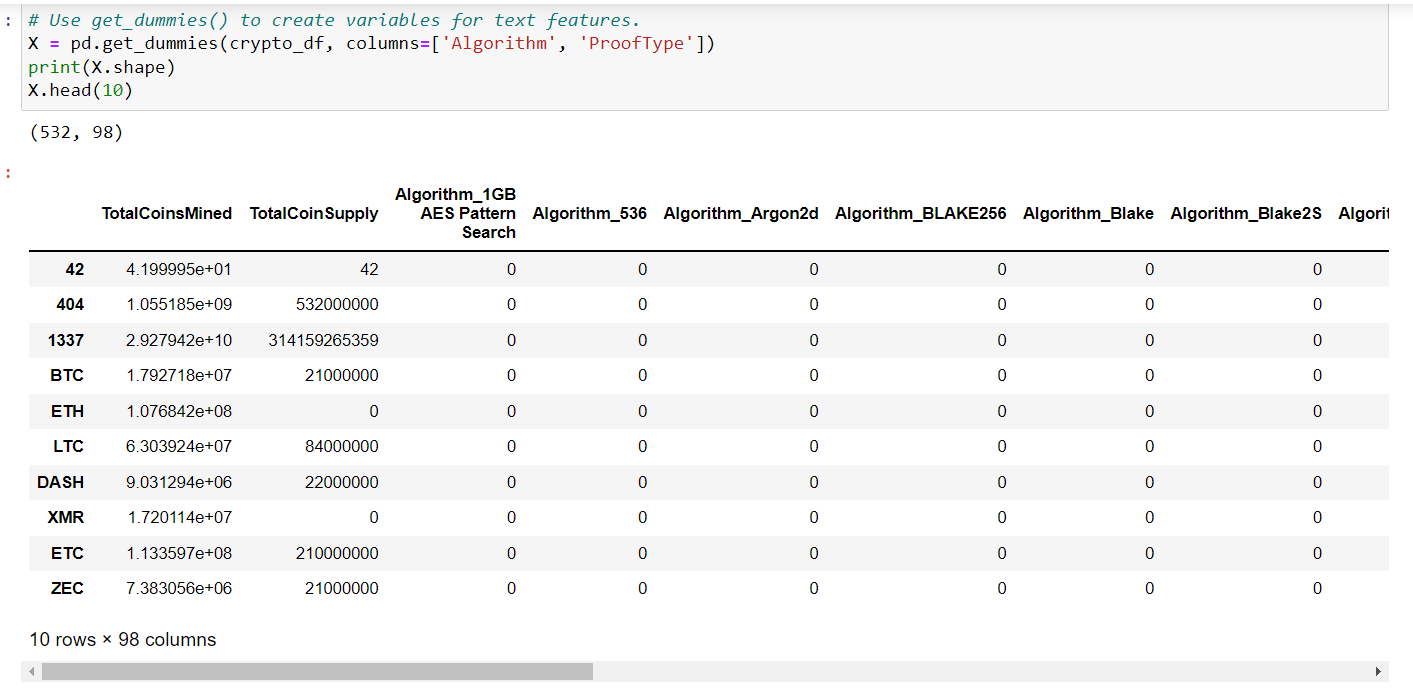 : # Use get_dummies() to create variables for text features.
X = pd.get_dummies(crypto_df, columns=['Algorithm', 'ProofType'])
print(X.shape)
X.head(10)
(532, 98)
:
TotalCoinsMined TotalCoinSupply Algorithm_1GB AES Pattern Search Algorithm_536 Algorithm_Argon2d Algorithm_BLAKE256 Algorithm_Blake Algorithm_Blake2S Algorit
42 4.199995e+01 42 0 0 0 0 0 0
404 1.055185e+09 532000000 0 0 0 0 0 0
1337 2.927942e+10 314159265359 0 0 0 0 0 0
BTC 1.792718e+07 21000000 0 0 0 0 0 0
ETH 1.076842e+08 0 0 0 0 0 0 0
LTC 6.303924e+07 84000000 0 0 0 0 0 0
DASH 9.031294e+06 22000000 0 0 0 0 0 0
XMR 1.720114e+07 0 0 0 0 0 0 0
ETC 1.133597e+08 210000000 0 0 0 0 0 0
ZEC 7.383056e+06 21000000 0 0 0 0 0 0
10 rows × 98 columns